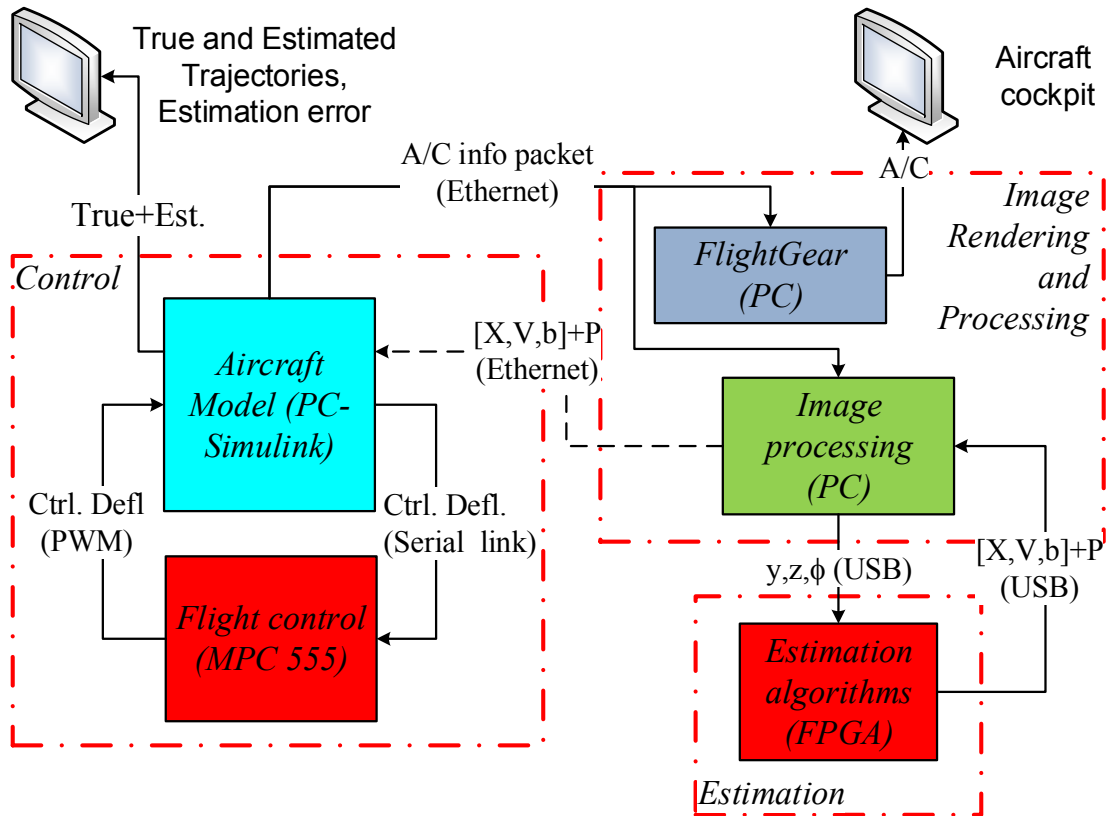 True and Estimated
Trajectories,
Estimation error
Aircraft
cockpit
A/C info packet
(Ethernet)
A/C
Image
Rendering
and
Processing
True+Est.
Control
FlightGear
(PC)
[X,V,b]+P
(Ethernet)
Aircraft
Model (PC-
Simulink)
Image
processing
(PC)
Ctrl. Defl
(PWM)
Ctrl. Defl.
(Serial link)
y,z,ϕ (USB)
[X,V,b]+P
(USB)
Flight control
(MPC 555)
Estimation
algorithms
(FPGA)
Estimation